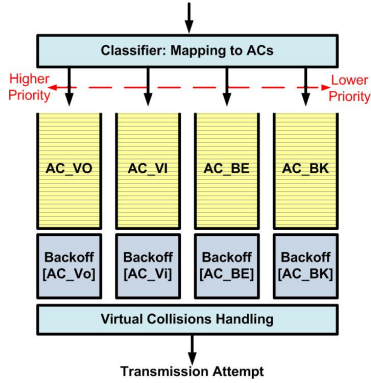 Classifier: Mapping to ACs
Higher
Priority
Lower
Priority
AC_VO
AC_VI
AC_BE
AC_BK
Backoff
[AC_Vo]
Backoff
[AC_Vi]
Backoff
[AC_BE]
Backoff
[AC_BK]
Virtual Collisions Handling
Transmission Attempt